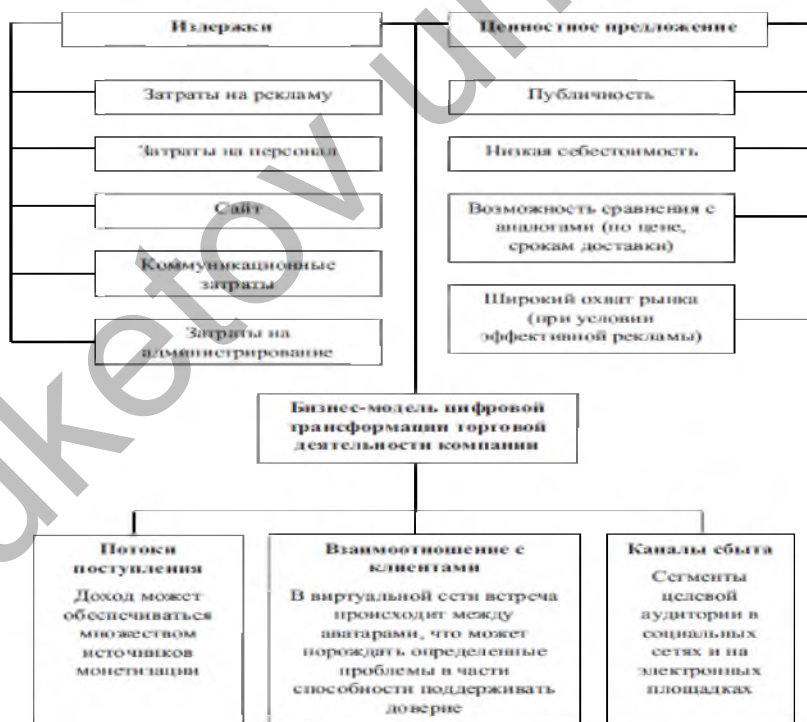 Издержки
Затраты на рекламу
Затраты на персонал
Сайт
Коммуникационные
затраты
Затраты на
администрирование
Ценностное предложение
Публичность
Низкая себестоимость
Возможность сравнения с
аналогами (по цене,
срокам доставки)
Широкий охват рынка
(при условии
эффективной рекламы)
Бизнес-модель цифровой
трансформации торговой
деятельности компании
Потоки
поступления
Доход может
обеспечиваться
множеством
источников
монетизации
Взаимоотношение с
клиентами
В виртуальной сети встреча
происходит между
аватарами, что может
порождать определенные
проблемы в части
способности поддерживать
доверие
Каналы сбыта
Сегменты
целевой
аудитории в
социальных
сетях и на
электронных
площадках